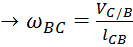 → ω_BC = V_C/B / l_CB